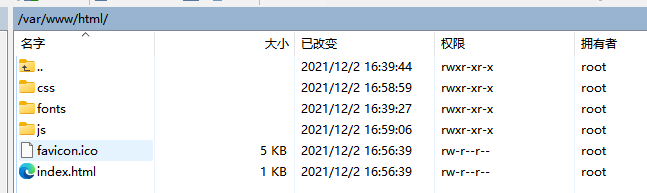 /var/www/html/
名字 大小 已改变 权限 拥有者
.. 2021/12/2 16:39:44 rwxr-xr-x root
css 2021/12/2 16:58:59 rwxr-xr-x root
fonts 2021/12/2 16:39:27 rwxr-xr-x root
js 2021/12/2 16:59:06 rwxr-xr-x root
favicon.ico 5 KB 2021/12/2 16:56:39 rw-r--r-- root
index.html 1 KB 2021/12/2 16:56:39 rw-r--r-- root